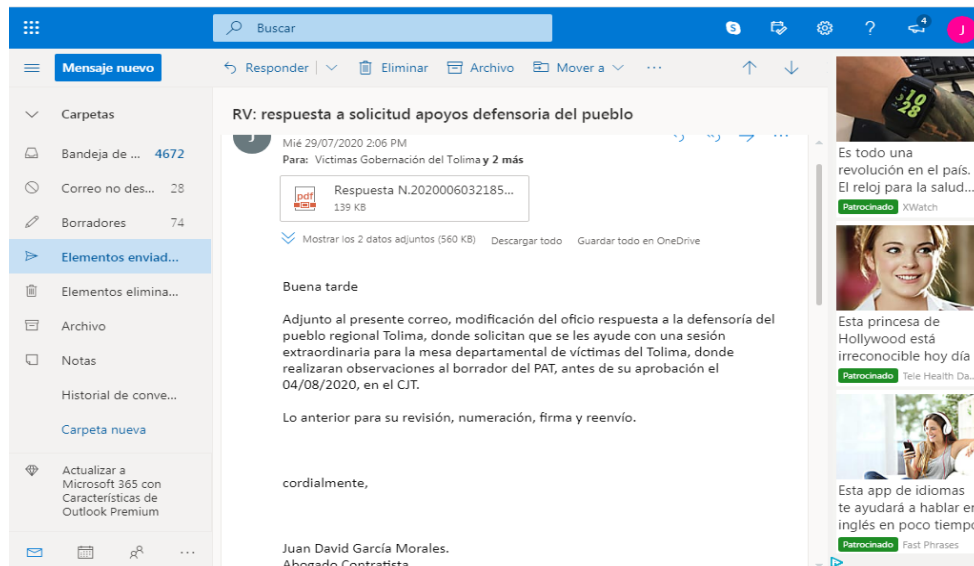 Buscar
4
J
Mensaje nuevo
Responder
Eliminar
Archivo
Mover a
Carpetas
Bandeja de ... 4672
Correo no des... 28
Borradores 74
Elementos enviad...
Elementos elimina...
Archivo
Notas
Historial de conve...
Carpeta nueva
Actualizar a
Microsoft 365 con
Características de
Outlook Premium
RV: respuesta a solicitud apoyos defensoria del pueblo
J
Mié 29/07/2020 2:06 PM
Para: Victimas Gobernación del Tolima y 2 más
pdf
Respuesta N.2020006032185...
139 KB
Mostrar los 2 datos adjuntos (560 KB) Descargar todo Guardar todo en OneDrive
Buena tarde
Adjunto al presente correo, modificación del oficio respuesta a la defensoría del
pueblo regional Tolima, donde solicitan que se les ayude con una sesión
extraordinaria para la mesa departamental de víctimas del Tolima, donde
realizaran observaciones al borrador del PAT, antes de su aprobación el
04/08/2020, en el CJT.
Lo anterior para su revisión, numeración, firma y reenvío.
cordialmente,
Juan David García Morales.
Abogado Contratista
10
28
Es todo una
revolución en el país.
El reloj para la salud...
Patrocinado XWatch
Esta princesa de
Hollywood está
irreconocible hoy día
Patrocinado Tele Health Da...
Esta app de idiomas
te ayudará a hablar en
inglés en poco tiempo
Patrocinado Fast Phrases